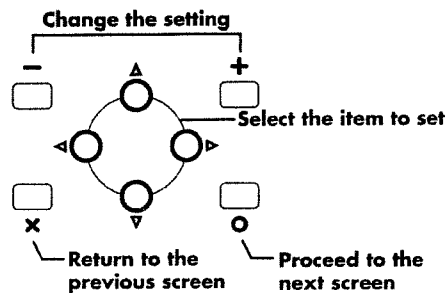 Change the setting
− +
Select the item to set
× ○
Return to the Proceed to the
previous screen next screen